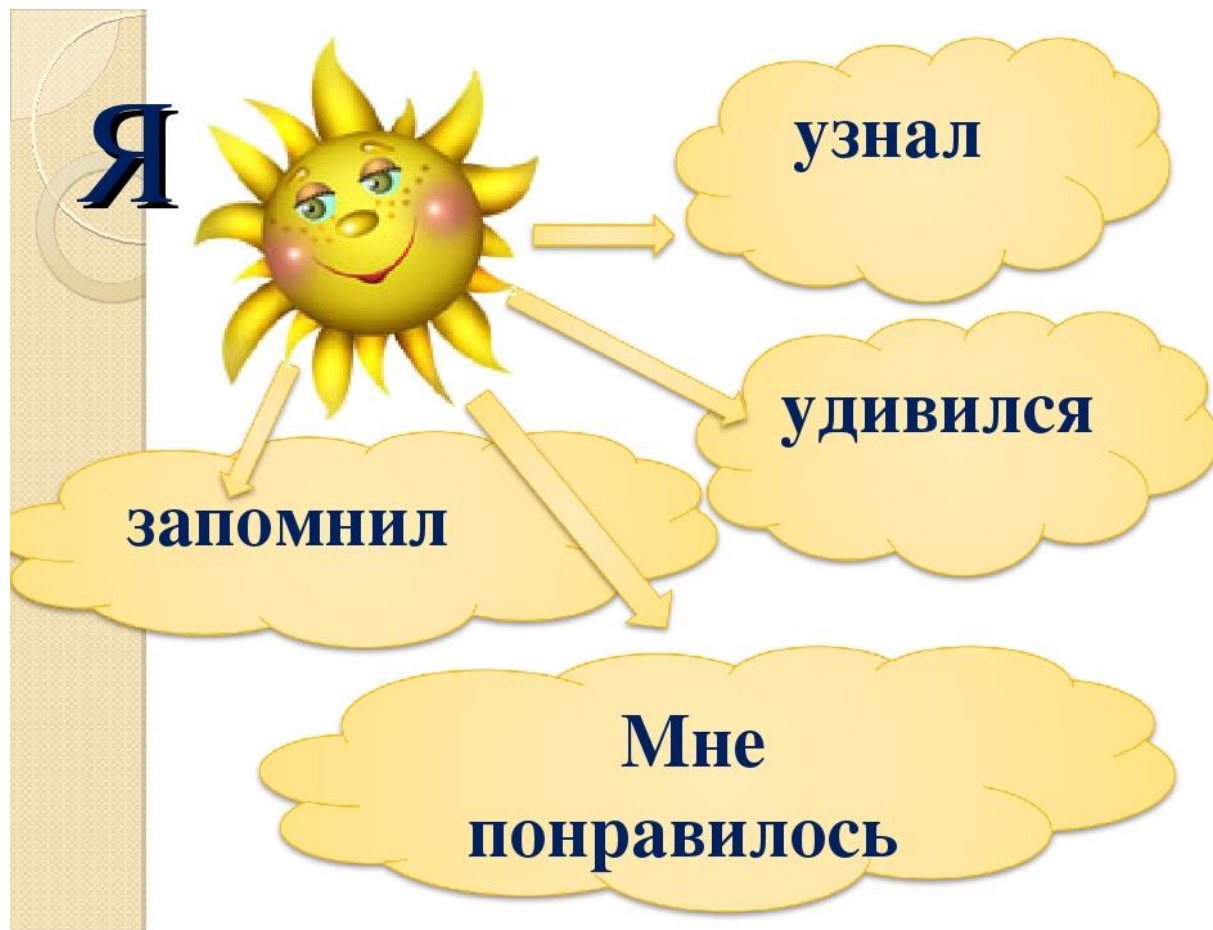 Я
узнал
удивился
запомнил
Мне
понравилось